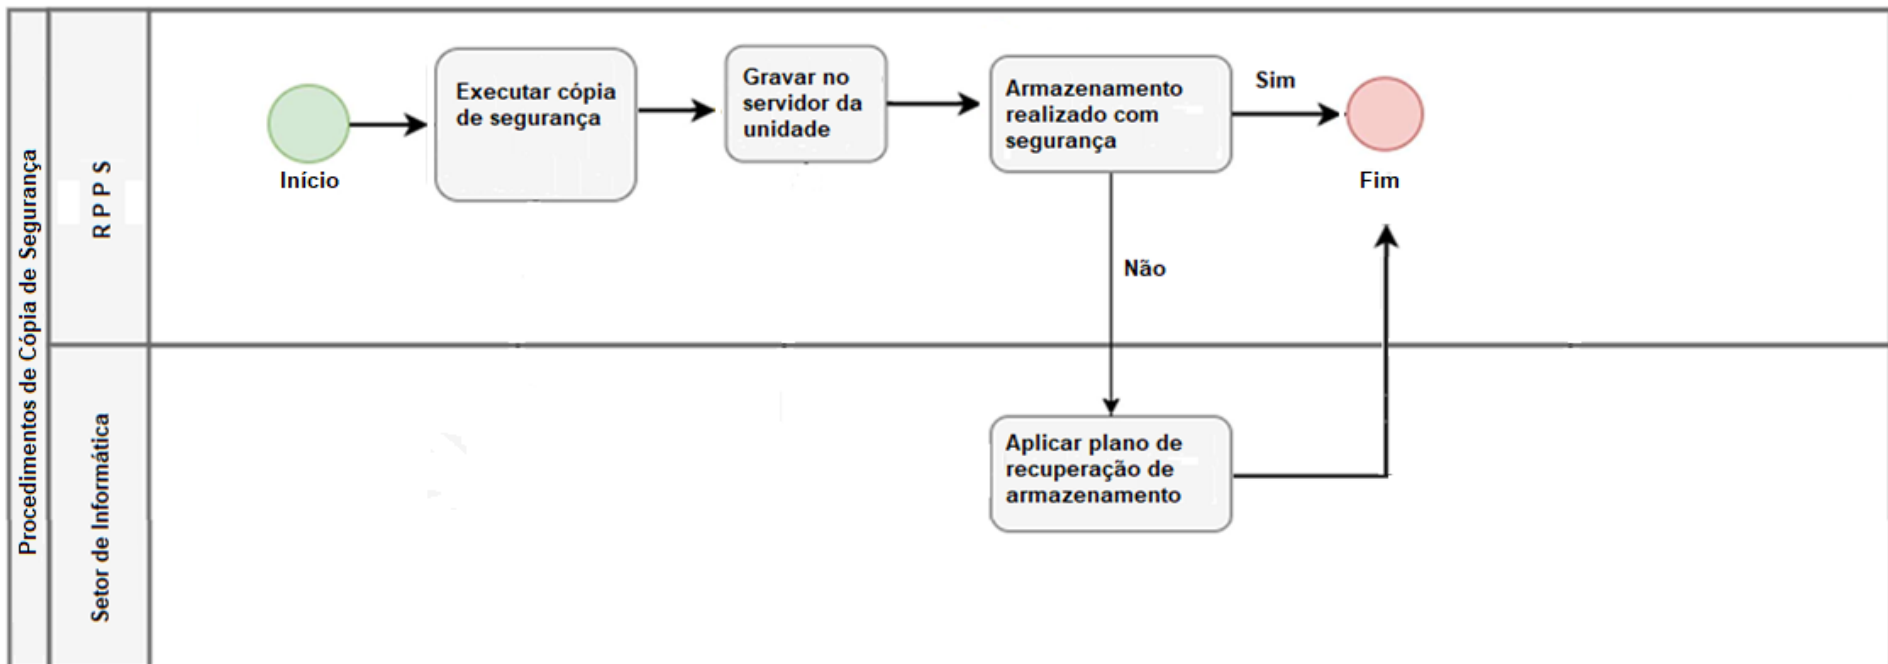 Procedimentos de Cópia de Segurança
R P P S
Início
Executar cópia
de segurança
Gravar no
servidor da
unidade
Armazenamento
realizado com
segurança
Sim
Fim
Não
Setor de Informática
Aplicar plano de
recuperação de
armazenamento